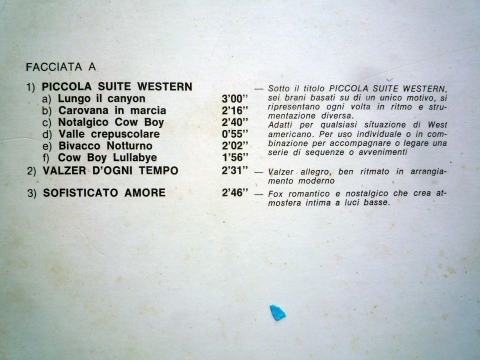 FACCIATA A
1) PICCOLA SUITE WESTERN — Sotto il titolo PICCOLA SUITE WESTERN,
a) Lungo il canyon 3'00" sei brani basati su di un unico motivo, si
b) Carovana in marcia 2'16" ripresentano ogni volta in ritmo e stru-
c) Notalgico Cow Boy 2'40" mentazione diversa.
d) Valle crepuscolare 0'55" Adatti per qualsiasi situazione di West
e) Bivacco Notturno 2'02" americano. Per uso individuale o in com-
f) Cow Boy Lullabye 1'56" binazione per accompagnare o legare una
serie di sequenze o avvenimenti
2) VALZER D'OGNI TEMPO 2'31" — Valzer allegro, ben ritmato in arrangia-
mento moderno
3) SOFISTICATO AMORE 2'46" — Fox romantico e nostalgico che crea at-
mosfera intima a luci basse.